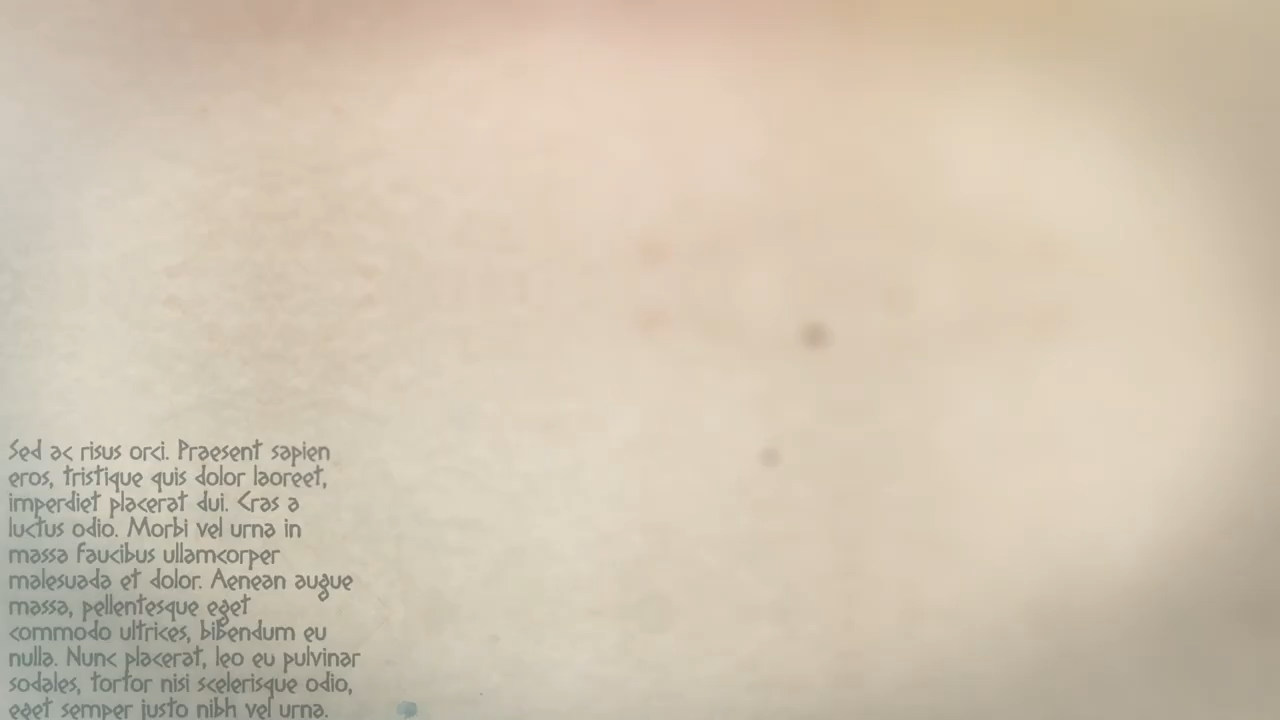 Sed ac risus orci. Praesent sapien
eros, tristique quis dolor laoreet,
imperdiet placerat dui. Cras a
luctus odio. Morbi vel urna in
massa faucibus ullamcorper
malesuada et dolor. Aenean augue
massa, pellentesque eget
commodo ultrices, bibendum eu
nulla. Nunc placerat, leo eu pulvinar
sodales, tortor nisi scelerisque odio,
eget semper justo nibh vel urna.